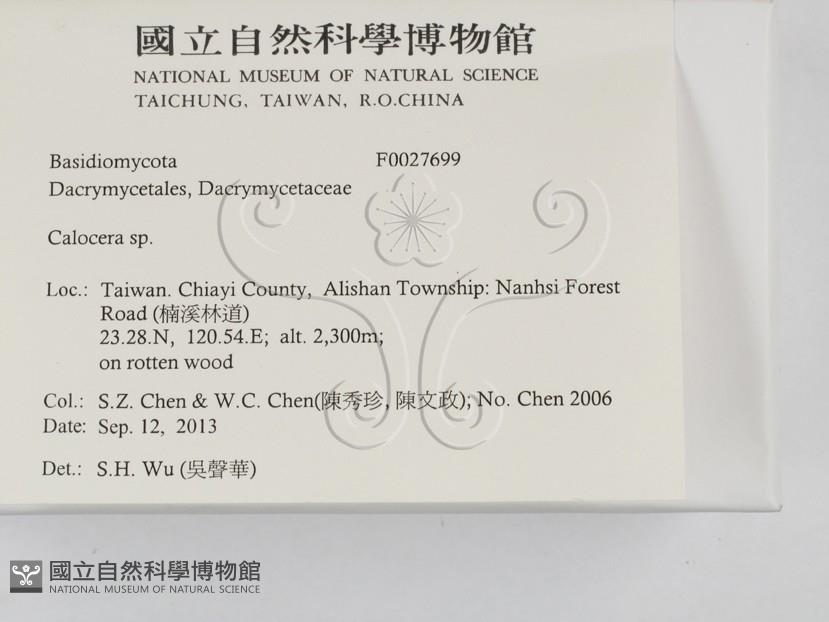 國立自然科學博物館
NATIONAL MUSEUM OF NATURAL SCIENCE
TAICHUNG, TAIWAN, R.O.CHINA
Basidiomycota F0027699
Dacrymycetales, Dacrymycetaceae
Calocera sp.
Loc.: Taiwan. Chiayi County, Alishan Township: Nanhsi Forest
Road (楠溪林道)
23.28.N, 120.54.E; alt. 2,300m;
on rotten wood
Col.: S.Z. Chen & W.C. Chen(陳秀珍, 陳文政); No. Chen 2006
Date: Sep. 12, 2013
Det.: S.H. Wu (吳聲華)
國立自然科學博物館
NATIONAL MUSEUM OF NATURAL SCIENCE